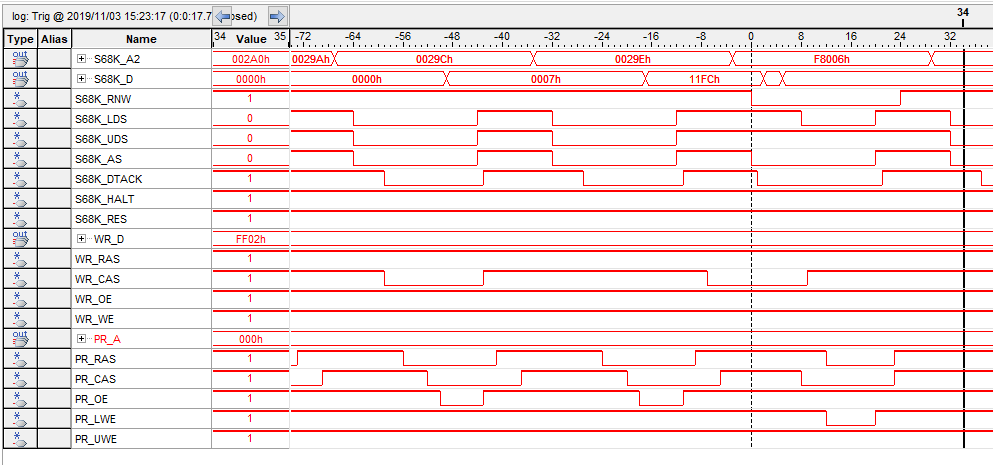 log: Trig @ 2019/11/03 15:23:17 (0:0:17.7 osed) 34
Type Alias Name 34 Value 35 -72 -64 -56 -48 -40 -32 -24 -16 -8 0 8 16 24 32
out S68K_A2 002A0h 0029Ah 0029Ch 0029Eh F8006h
out S68K_D 0000h 0000h 0007h 11FCh
* S68K_RNW 1
* S68K_LDS 0
* S68K_UDS 0
* S68K_AS 0
* S68K_DTACK 1
* S68K_HALT 1
* S68K_RES 1
out WR_D FF02h
* WR_RAS 1
* WR_CAS 1
* WR_OE 1
* WR_WE 1
out PR_A 000h
* PR_RAS 1
* PR_CAS 1
* PR_OE 1
* PR_LWE 1
* PR_UWE 1